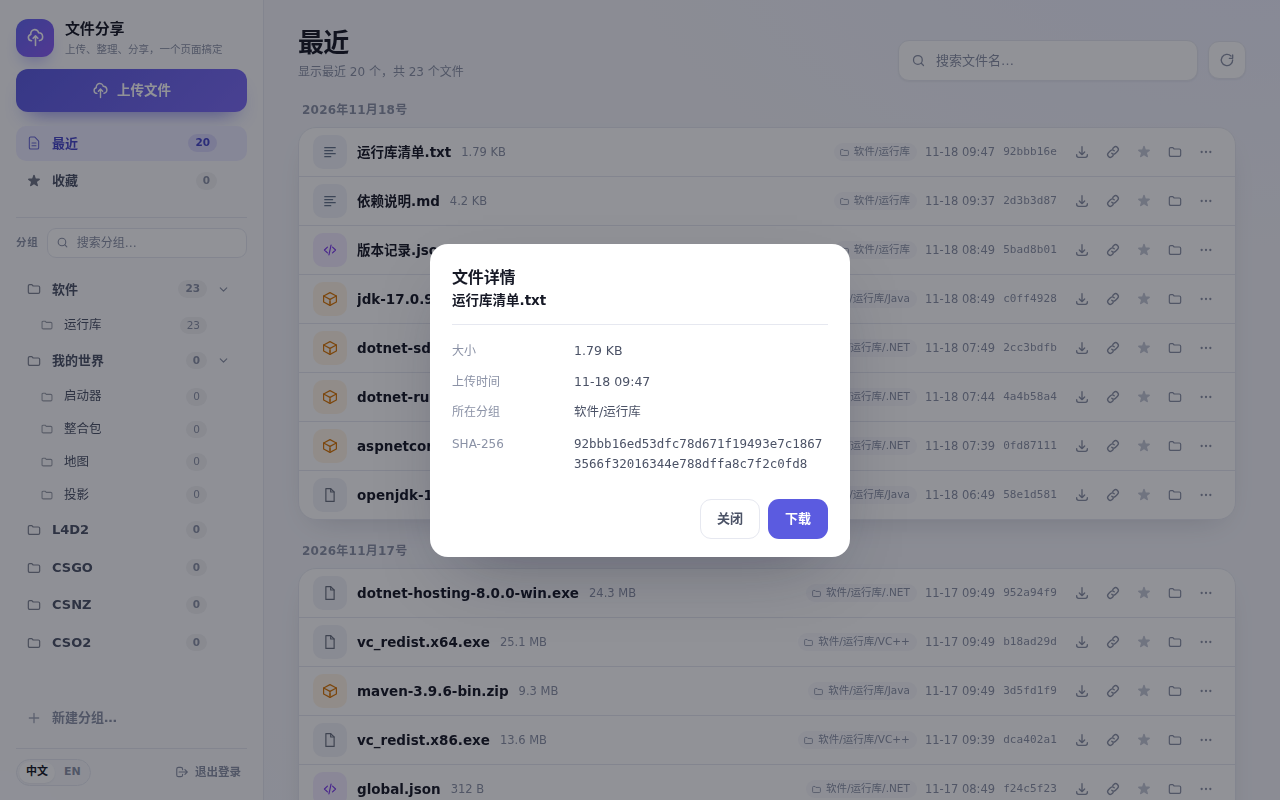 文件分享
上传、整理、分享，一个页面搞定
上传文件
最近 20
收藏 0
分组 搜索分组…
软件 23
运行库 23
我的世界 0
启动器 0
整合包 0
地图 0
投影 0
L4D2 0
CSGO 0
CSNZ 0
CSO2 0
新建分组…
中文 EN 退出登录
最近
显示最近 20 个，共 23 个文件
搜索文件名…
2026年11月18号
运行库清单.txt 1.79 KB 软件/运行库 11-18 09:47 92bbb16e
依赖说明.md 4.2 KB 软件/运行库 11-18 09:37 2d3b3d87
版本记录.jsc 软件/运行库 11-18 08:49 5bad8b01
jdk-17.0.9 运行库/Java 11-18 08:49 c0ff4928
dotnet-sd 运行库/.NET 11-18 07:49 2cc3bdfb
dotnet-ru 运行库/.NET 11-18 07:44 4a4b58a4
aspnetcor 运行库/.NET 11-18 07:39 0fd87111
openjdk-1 运行库/Java 11-18 06:49 58e1d581
文件详情
运行库清单.txt
大小 1.79 KB
上传时间 11-18 09:47
所在分组 软件/运行库
SHA-256 92bbb16ed53dfc78d671f19493e7c1867
3566f32016344e788dffa8c7f2c0fd8
关闭 下载
2026年11月17号
dotnet-hosting-8.0.0-win.exe 24.3 MB 软件/运行库/.NET 11-17 09:49 952a94f9
vc_redist.x64.exe 25.1 MB 软件/运行库/VC++ 11-17 09:49 b18ad29d
maven-3.9.6-bin.zip 9.3 MB 软件/运行库/Java 11-17 09:49 3d5fd1f9
vc_redist.x86.exe 13.6 MB 软件/运行库/VC++ 11-17 09:39 dca402a1
global.json 312 B 软件/运行库/.NET 11-17 08:49 f24c5f23